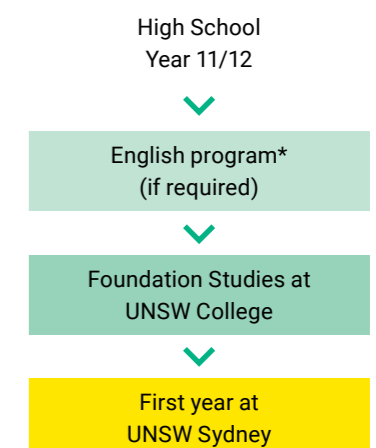 High School
Year 11/12
English program*
(if required)
Foundation Studies at
UNSW College
First year at
UNSW Sydney